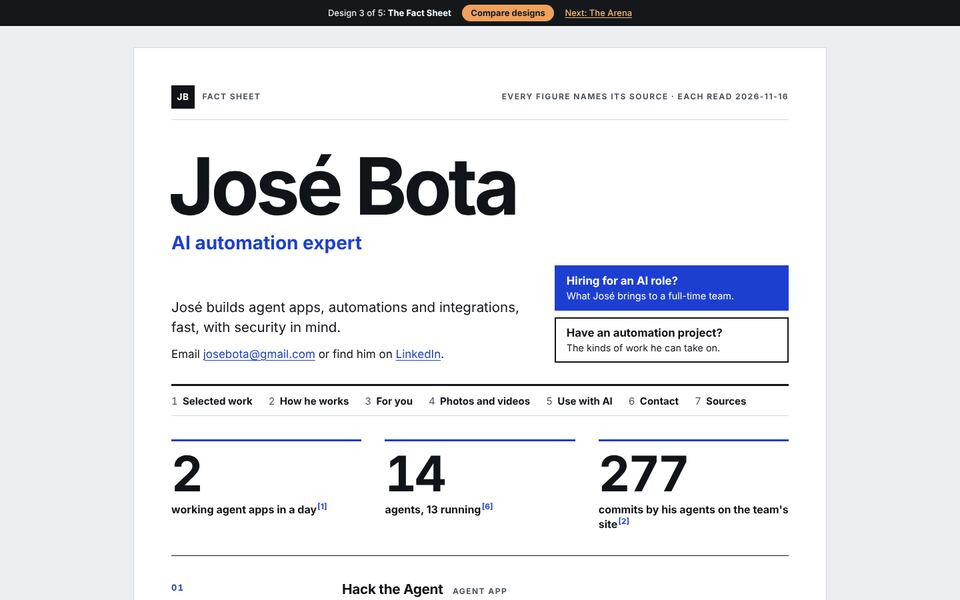 Design 3 of 5: The Fact Sheet Compare designs Next: The Arena
JB FACT SHEET
EVERY FIGURE NAMES ITS SOURCE · EACH READ 2026-11-16
José Bota
AI automation expert
José builds agent apps, automations and integrations,
fast, with security in mind.
Email josebota@gmail.com or find him on LinkedIn.
Hiring for an AI role?
What José brings to a full-time team.
Have an automation project?
The kinds of work he can take on.
1 Selected work 2 How he works 3 For you 4 Photos and videos 5 Use with AI 6 Contact 7 Sources
2
working agent apps in a day[1]
14
agents, 13 running[6]
277
commits by his agents on the team's
site[2]
01
Hack the Agent AGENT APP